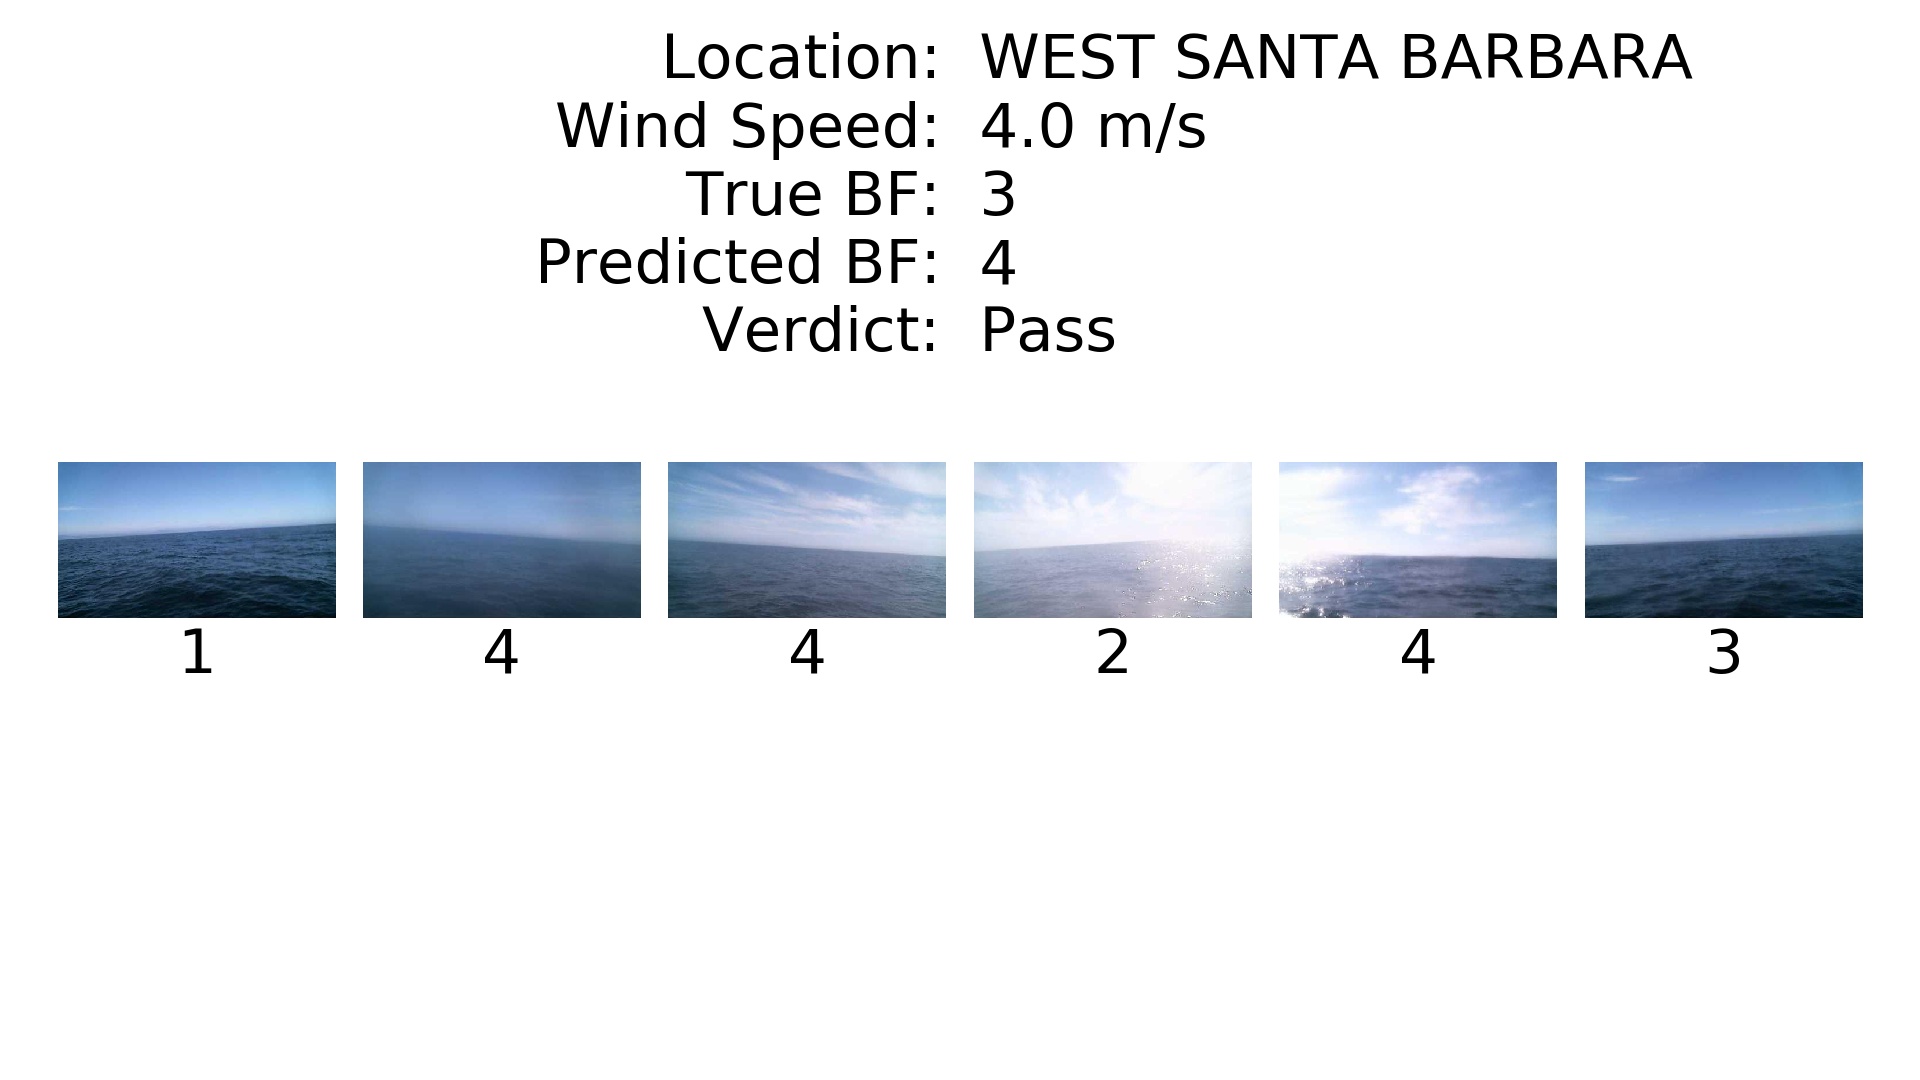 Location: WEST SANTA BARBARA
Wind Speed: 4.0 m/s
True BF: 3
Predicted BF: 4
Verdict: Pass
1 4 4 2 4 3